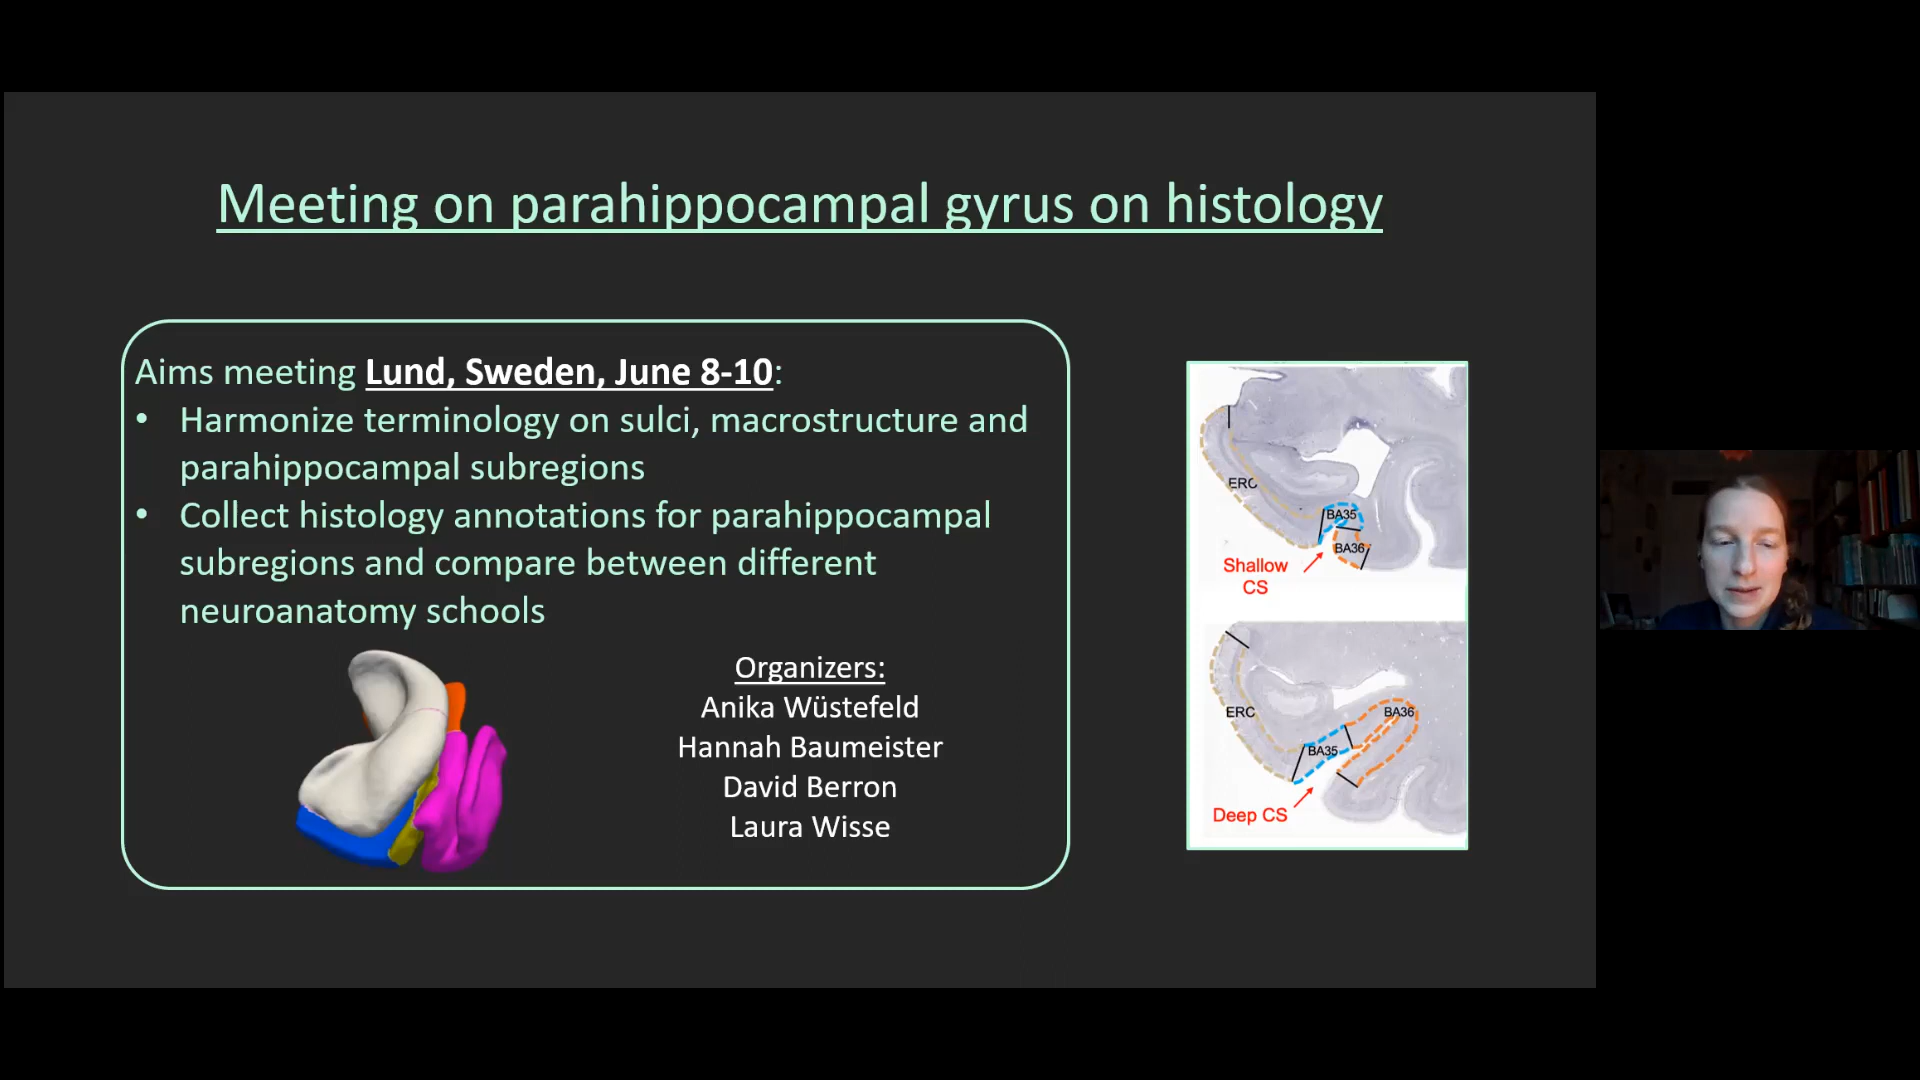 Meeting on parahippocampal gyrus on histology
Aims meeting Lund, Sweden, June 8-10:
• Harmonize terminology on sulci, macrostructure and
parahippocampal subregions
• Collect histology annotations for parahippocampal
subregions and compare between different
neuroanatomy schools
Organizers:
Anika Wüstefeld
Hannah Baumeister
David Berron
Laura Wisse
ERC
BA35
BA36
Shallow
CS
ERC
BA36
BA35
Deep CS